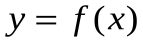 y = f(x)